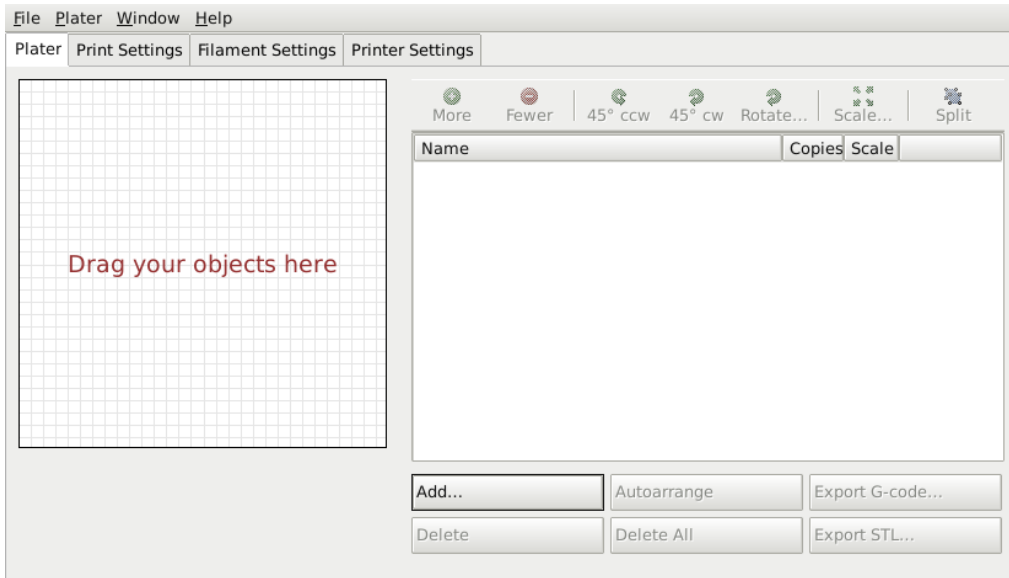 File Plater Window Help
Plater Print Settings Filament Settings Printer Settings
More Fewer 45° ccw 45° cw Rotate... Scale... Split
Name Copies Scale
Drag your objects here
Add... Autoarrange Export G-code...
Delete Delete All Export STL...